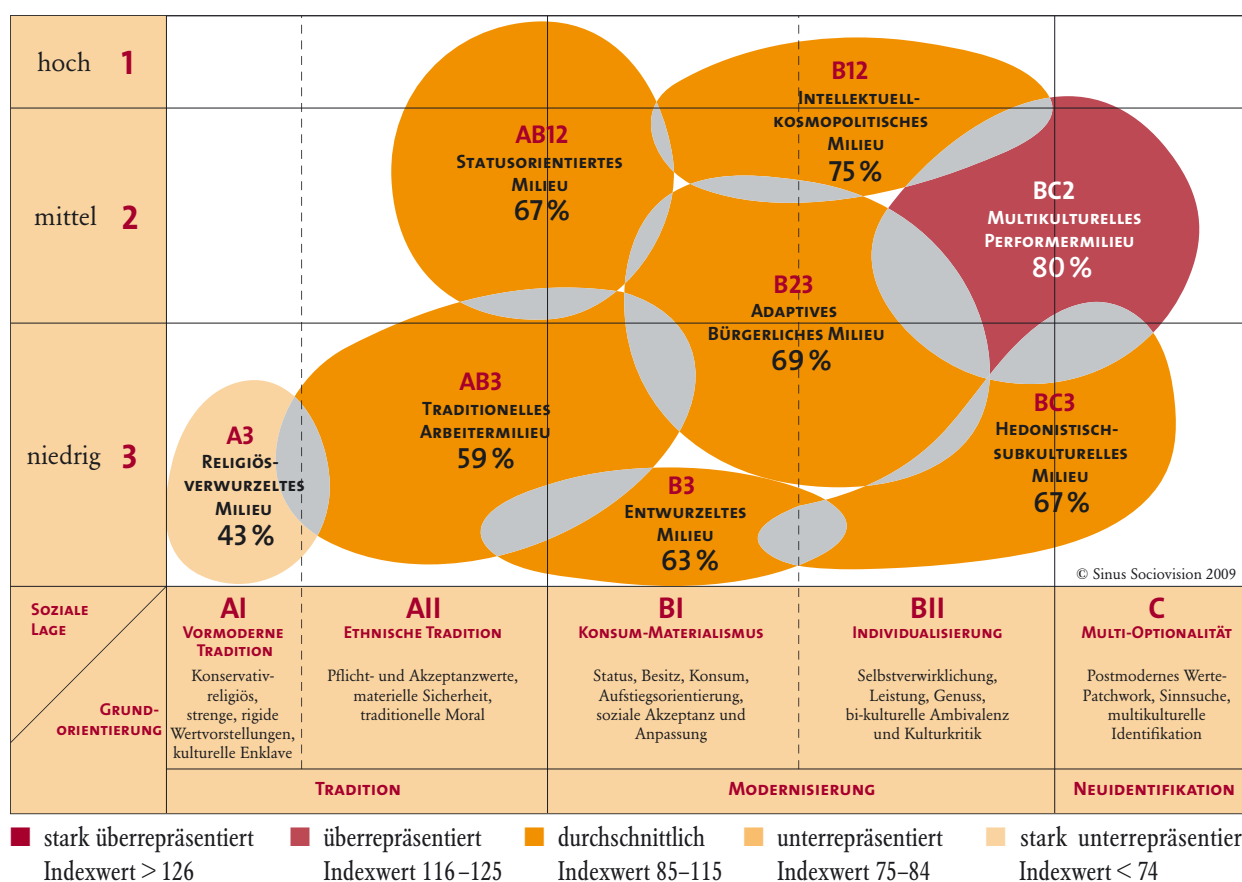 hoch 1
mittel 2
niedrig 3
B12
Intellektuell-
kosmopolitisches
Milieu
75 %
AB12
Statusorientiertes
Milieu
67 %
BC2
Multikulturelles
Performermilieu
80 %
B23
Adaptives
Bürgerliches Milieu
69 %
AB3
Traditionelles
Arbeitermilieu
59 %
A3
Religiös-
verwurzeltes
Milieu
43 %
B3
Entwurzeltes
Milieu
63 %
BC3
Hedonistisch-
subkulturelles
Milieu
67 %
© Sinus Sociovision 2009
Soziale
Lage
Grund-
orientierung
AI
Vormoderne
Tradition
Konservativ-
religiös,
strenge, rigide
Wertvorstellungen,
kulturelle Enklave
AII
Ethnische Tradition
Pflicht- und Akzeptanzwerte,
materielle Sicherheit,
traditionelle Moral
BI
Konsum-Materialismus
Status, Besitz, Konsum,
Aufstiegsorientierung,
soziale Akzeptanz und
Anpassung
BII
Individualisierung
Selbstverwirklichung,
Leistung, Genuss,
bi-kulturelle Ambivalenz
und Kulturkritik
C
Multi-Optionalität
Postmodernes Werte-
Patchwork, Sinnsuche,
multikulturelle
Identifikation
Tradition
Modernisierung
Neuidentifikation
stark überrepräsentiert
Indexwert > 126
überrepräsentiert
Indexwert 116–125
durchschnittlich
Indexwert 85–115
unterrepräsentiert
Indexwert 75–84
stark unterrepräsentier
Indexwert < 74